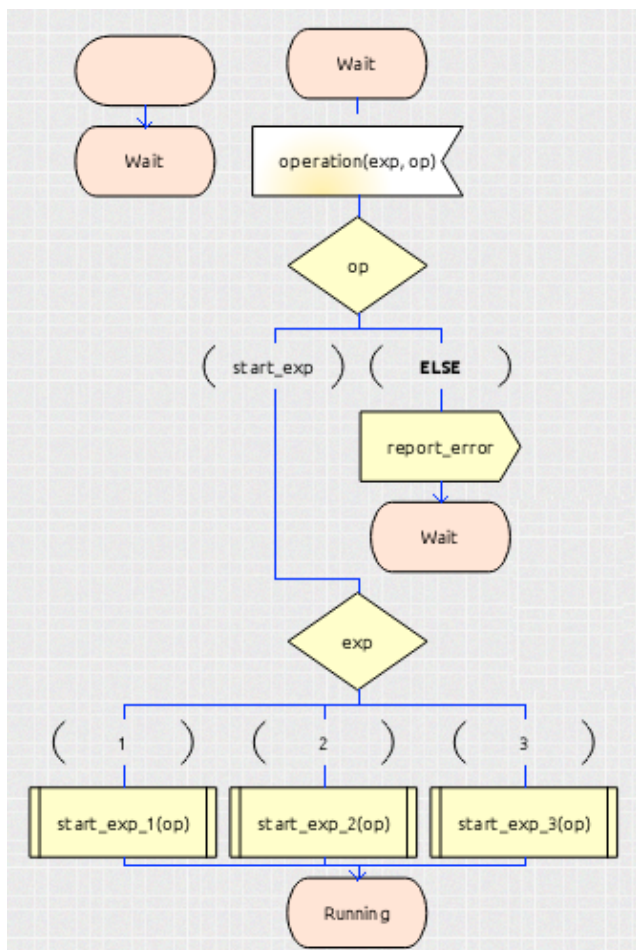 Wait
Wait
operation(exp, op)
op
( start_exp ) ( ELSE )
report_error
Wait
exp
( 1 ) ( 2 ) ( 3 )
start_exp_1(op) start_exp_2(op) start_exp_3(op)
Running